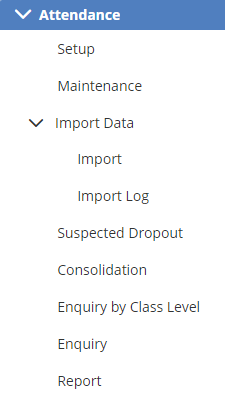 Attendance
Setup
Maintenance
Import Data
Import
Import Log
Suspected Dropout
Consolidation
Enquiry by Class Level
Enquiry
Report